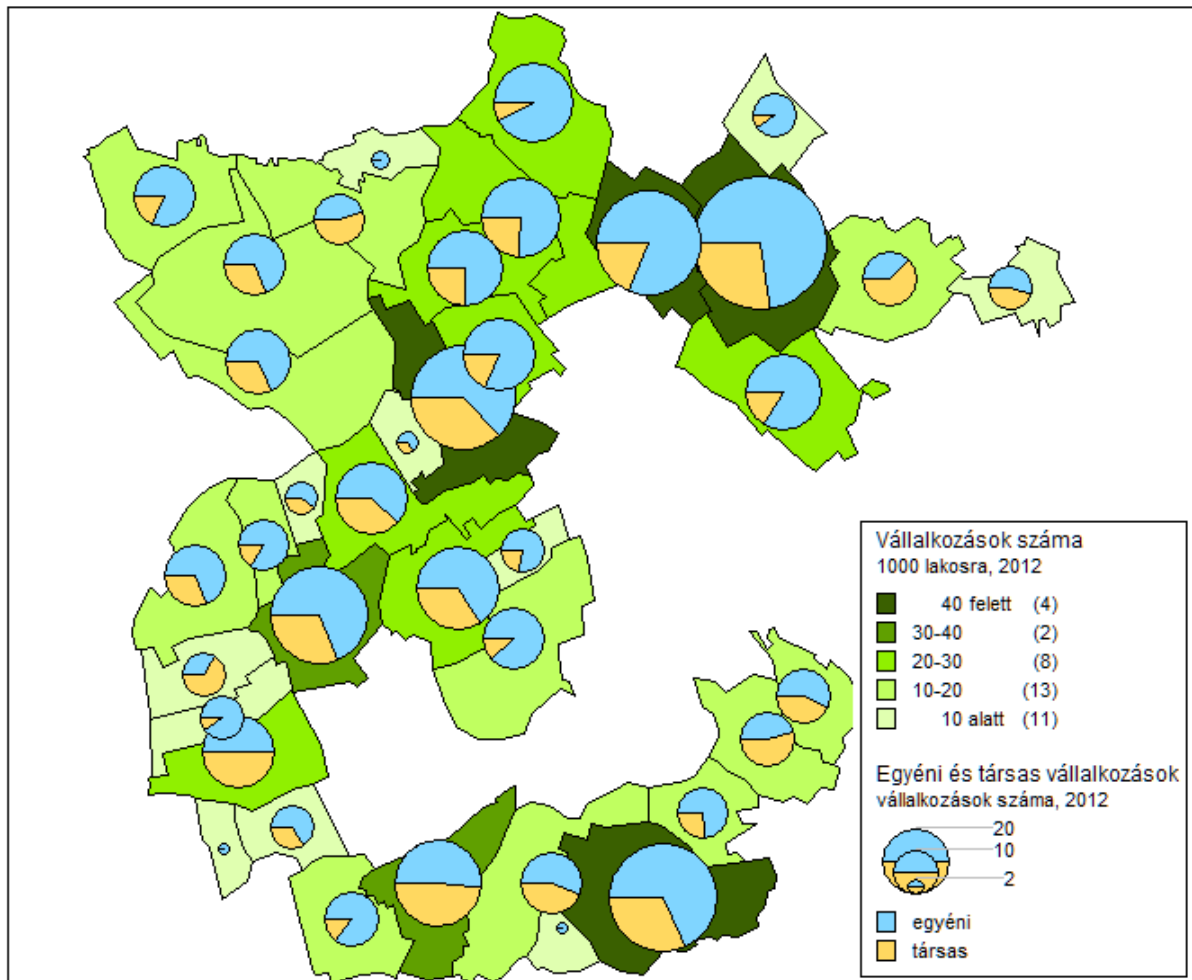 Vállalkozások száma
1000 lakosra, 2012
40 felett (4)
30-40 (2)
20-30 (8)
10-20 (13)
10 alatt (11)
Egyéni és társas vállalkozások
vállalkozások száma, 2012
20
10
2
egyéni
társas